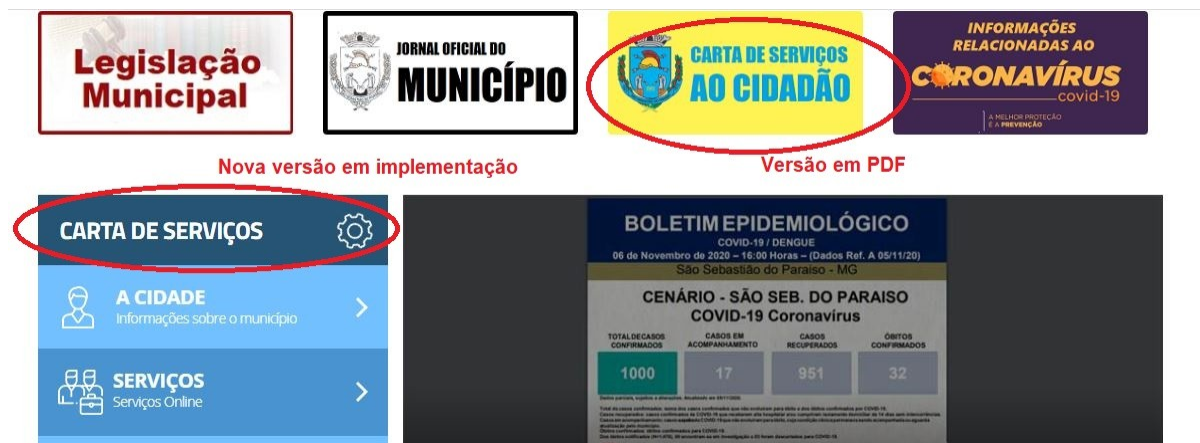 Legislação
Municipal
JORNAL OFICIAL DO
MUNICÍPIO
CARTA DE SERVIÇOS
AO CIDADÃO
INFORMAÇÕES
RELACIONADAS AO
CORONAVÍRUS
covid-19
A MELHOR PROTECÃO
É A PREVENÇÃO
Nova versão em implementação
Versão em PDF
CARTA DE SERVIÇOS
A CIDADE
Informações sobre o município
SERVIÇOS
Serviços Online
BOLETIM EPIDEMIOLÓGICO
COVID-19 / DENGUE
06 de Novembro de 2020 – 16:00 Horas – (Dados Ref. A 05/11/20)
São Sebastião do Paraiso - MG
CENÁRIO - SÃO SEB. DO PARAISO
COVID-19 Coronavírus
TOTAL DE CASOS CONFIRMADOS
CASOS EM ACOMPANHAMENTO
CASOS RECUPERADOS
ÓBITOS CONFIRMADOS
1000 17 951 32